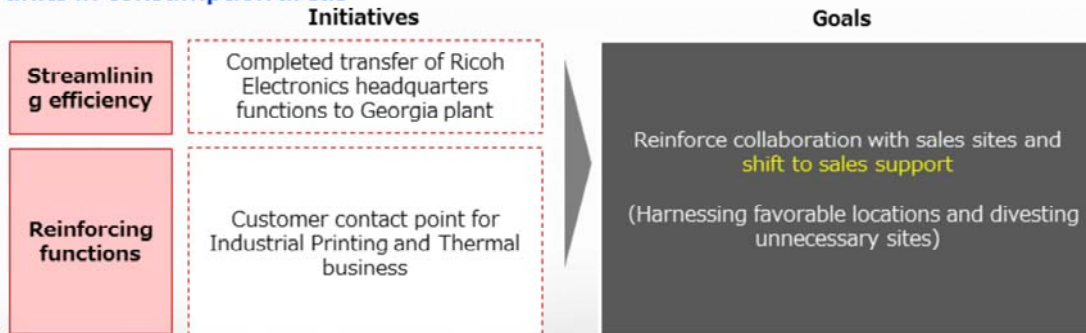 Initiatives
Goals
Streamlinin
g efficiency
Completed transfer of Ricoh
Electronics headquarters
functions to Georgia plant
Reinforcing
functions
Customer contact point for
Industrial Printing and Thermal
business
Reinforce collaboration with sales sites and
shift to sales support
(Harnessing favorable locations and divesting
unnecessary sites)